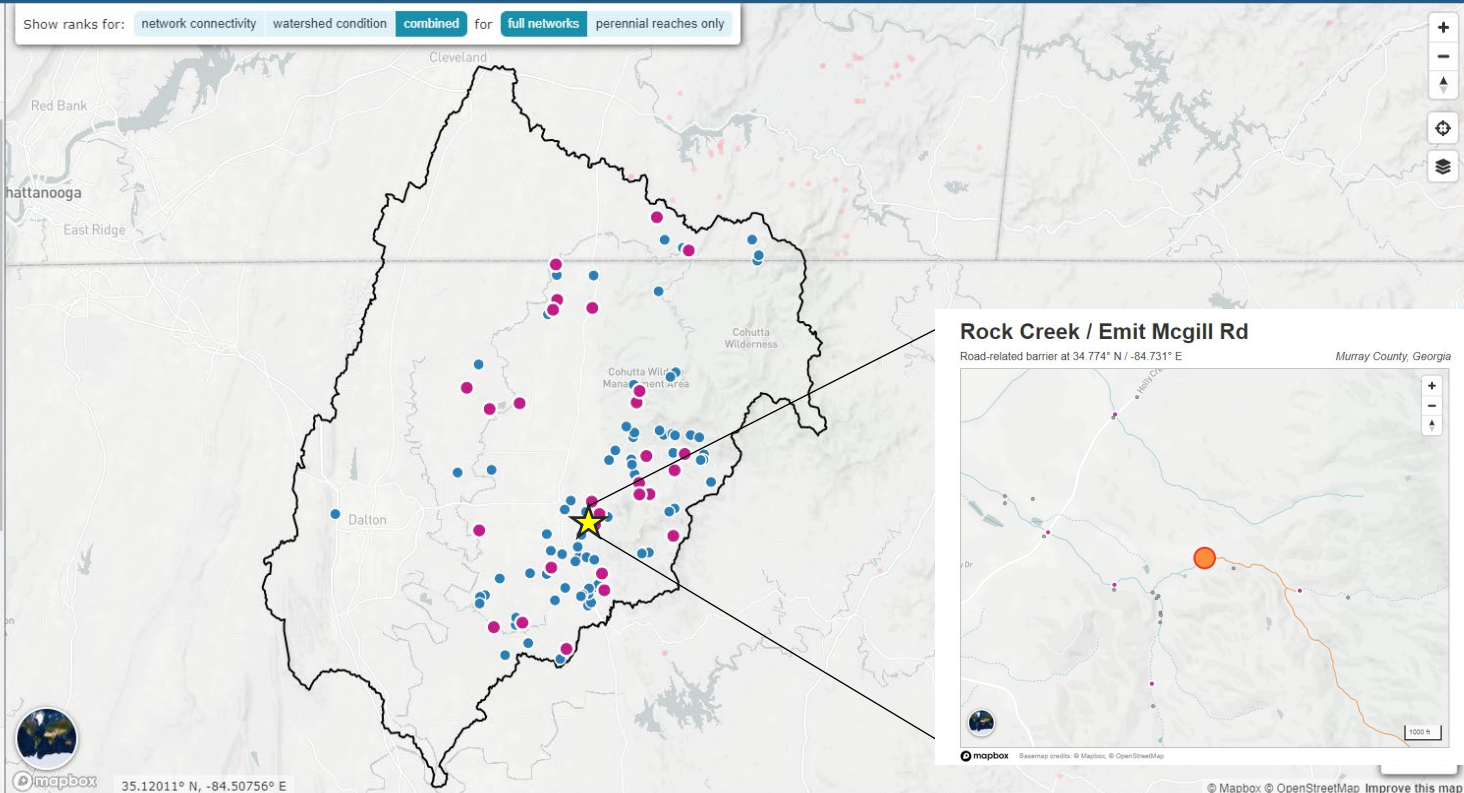 Show ranks for: network connectivity watershed condition combined for full networks perennial reaches only
Cleveland
Red Bank
hattanooga
East Ridge
Cohutta
Wilderness
Cohutta Wild
Management Area
Dalton
Rock Creek / Emit Mcgill Rd
Road-related barrier at 34.774° N / -84.731° E
Murray County, Georgia
Holly Cr
y Dr
1000 ft
mapbox
Basemap credits: © Mapbox, © OpenStreetMap
mapbox
35.12011° N, -84.50756° E
© Mapbox © OpenStreetMap Improve this map